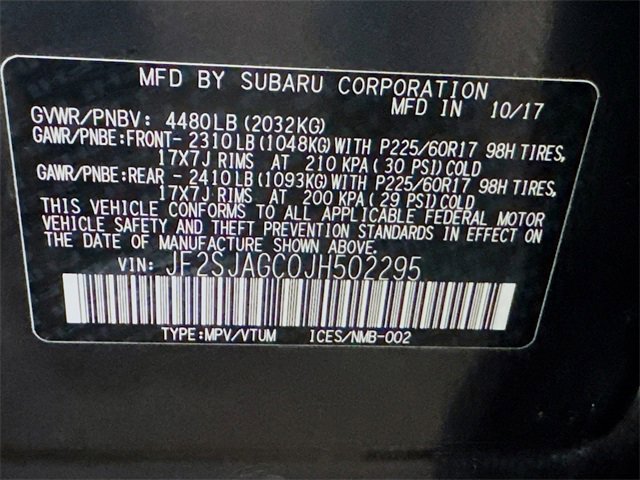 MFD BY SUBARU CORPORATION
MFD IN 10/17
GVWR/PNBV: 4480LB (2032KG)
GAWR/PNBE:FRONT- 2310LB (1048KG) WITH P225/60R17 98H TIRES,
17X7J RIMS AT 210 KPA( 30 PSI)COLD
GAWR/PNBE:REAR - 2410LB (1093KG) WITH P225/60R17 98H TIRES,
17X7J RIMS AT 200 KPA( 29 PSI)COLD
THIS VEHICLE CONFORMS TO ALL APPLICABLE FEDERAL MOTOR
VEHICLE SAFETY AND THEFT PREVENTION STANDARDS IN EFFECT ON
THE DATE OF MANUFACTURE SHOWN ABOVE.
VIN: JF2SJAGC0JH502295
TYPE:MPV/VTUM ICES/NMB-002